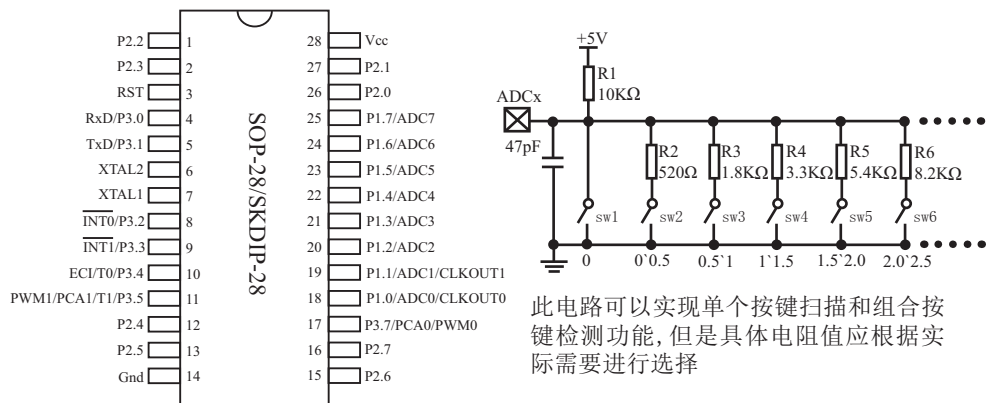 P2.2 1
P2.3 2
RST 3
RxD/P3.0 4
TxD/P3.1 5
XTAL2 6
XTAL1 7
INT0/P3.2 8
INT1/P3.3 9
ECI/T0/P3.4 10
PWM1/PCA1/T1/P3.5 11
P2.4 12
P2.5 13
Gnd 14
SOP-28/SKDIP-28
28 Vcc
27 P2.1
26 P2.0
25 P1.7/ADC7
24 P1.6/ADC6
23 P1.5/ADC5
22 P1.4/ADC4
21 P1.3/ADC3
20 P1.2/ADC2
19 P1.1/ADC1/CLKOUT1
18 P1.0/ADC0/CLKOUT0
17 P3.7/PCA0/PWM0
16 P2.7
15 P2.6
+5V
R1
10KΩ
ADCx
47pF
R2 R3 R4 R5 R6
520Ω 1.8KΩ 3.3KΩ 5.4KΩ 8.2KΩ
sw1 sw2 sw3 sw4 sw5 sw6
0 0`0.5 0.5`1 1`1.5 1.5`2.0 2.0`2.5
此电路可以实现单个按键扫描和组合按
键检测功能,但是具体电阻值应根据实
际需要进行选择